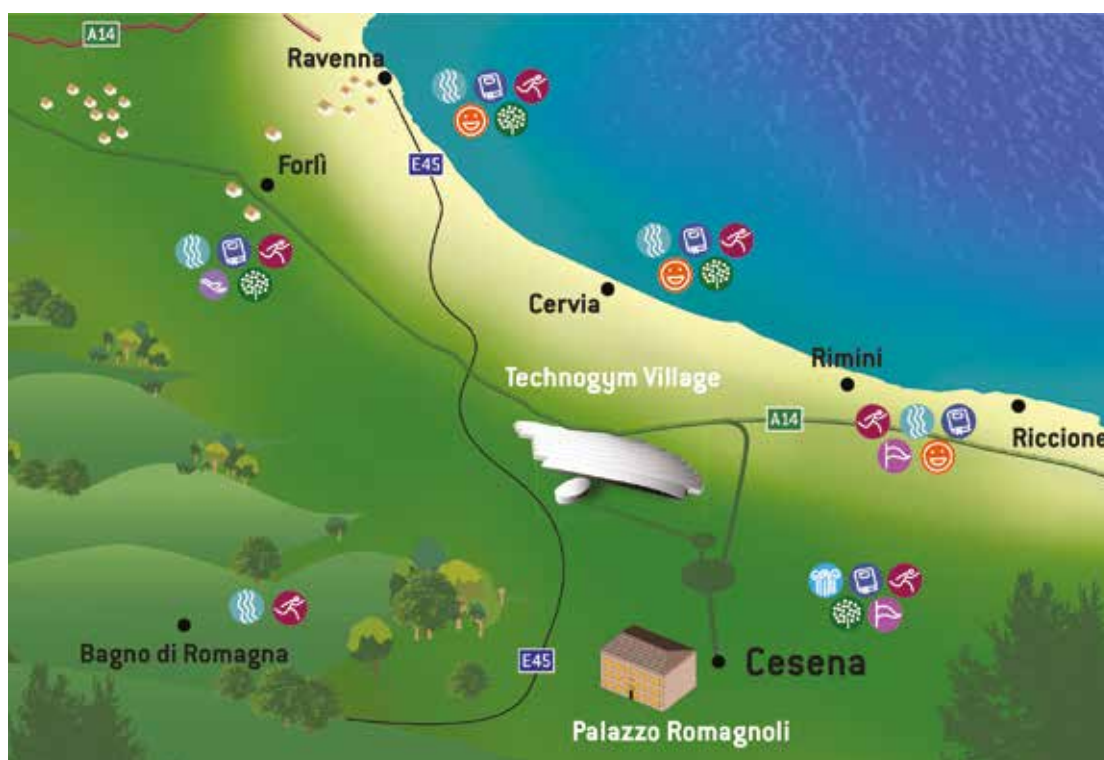 A14
Ravenna
E45
Forlì
Cervia
Rimini
Technogym Village
A14
Riccione
Bagno di Romagna
E45
Cesena
Palazzo Romagnoli